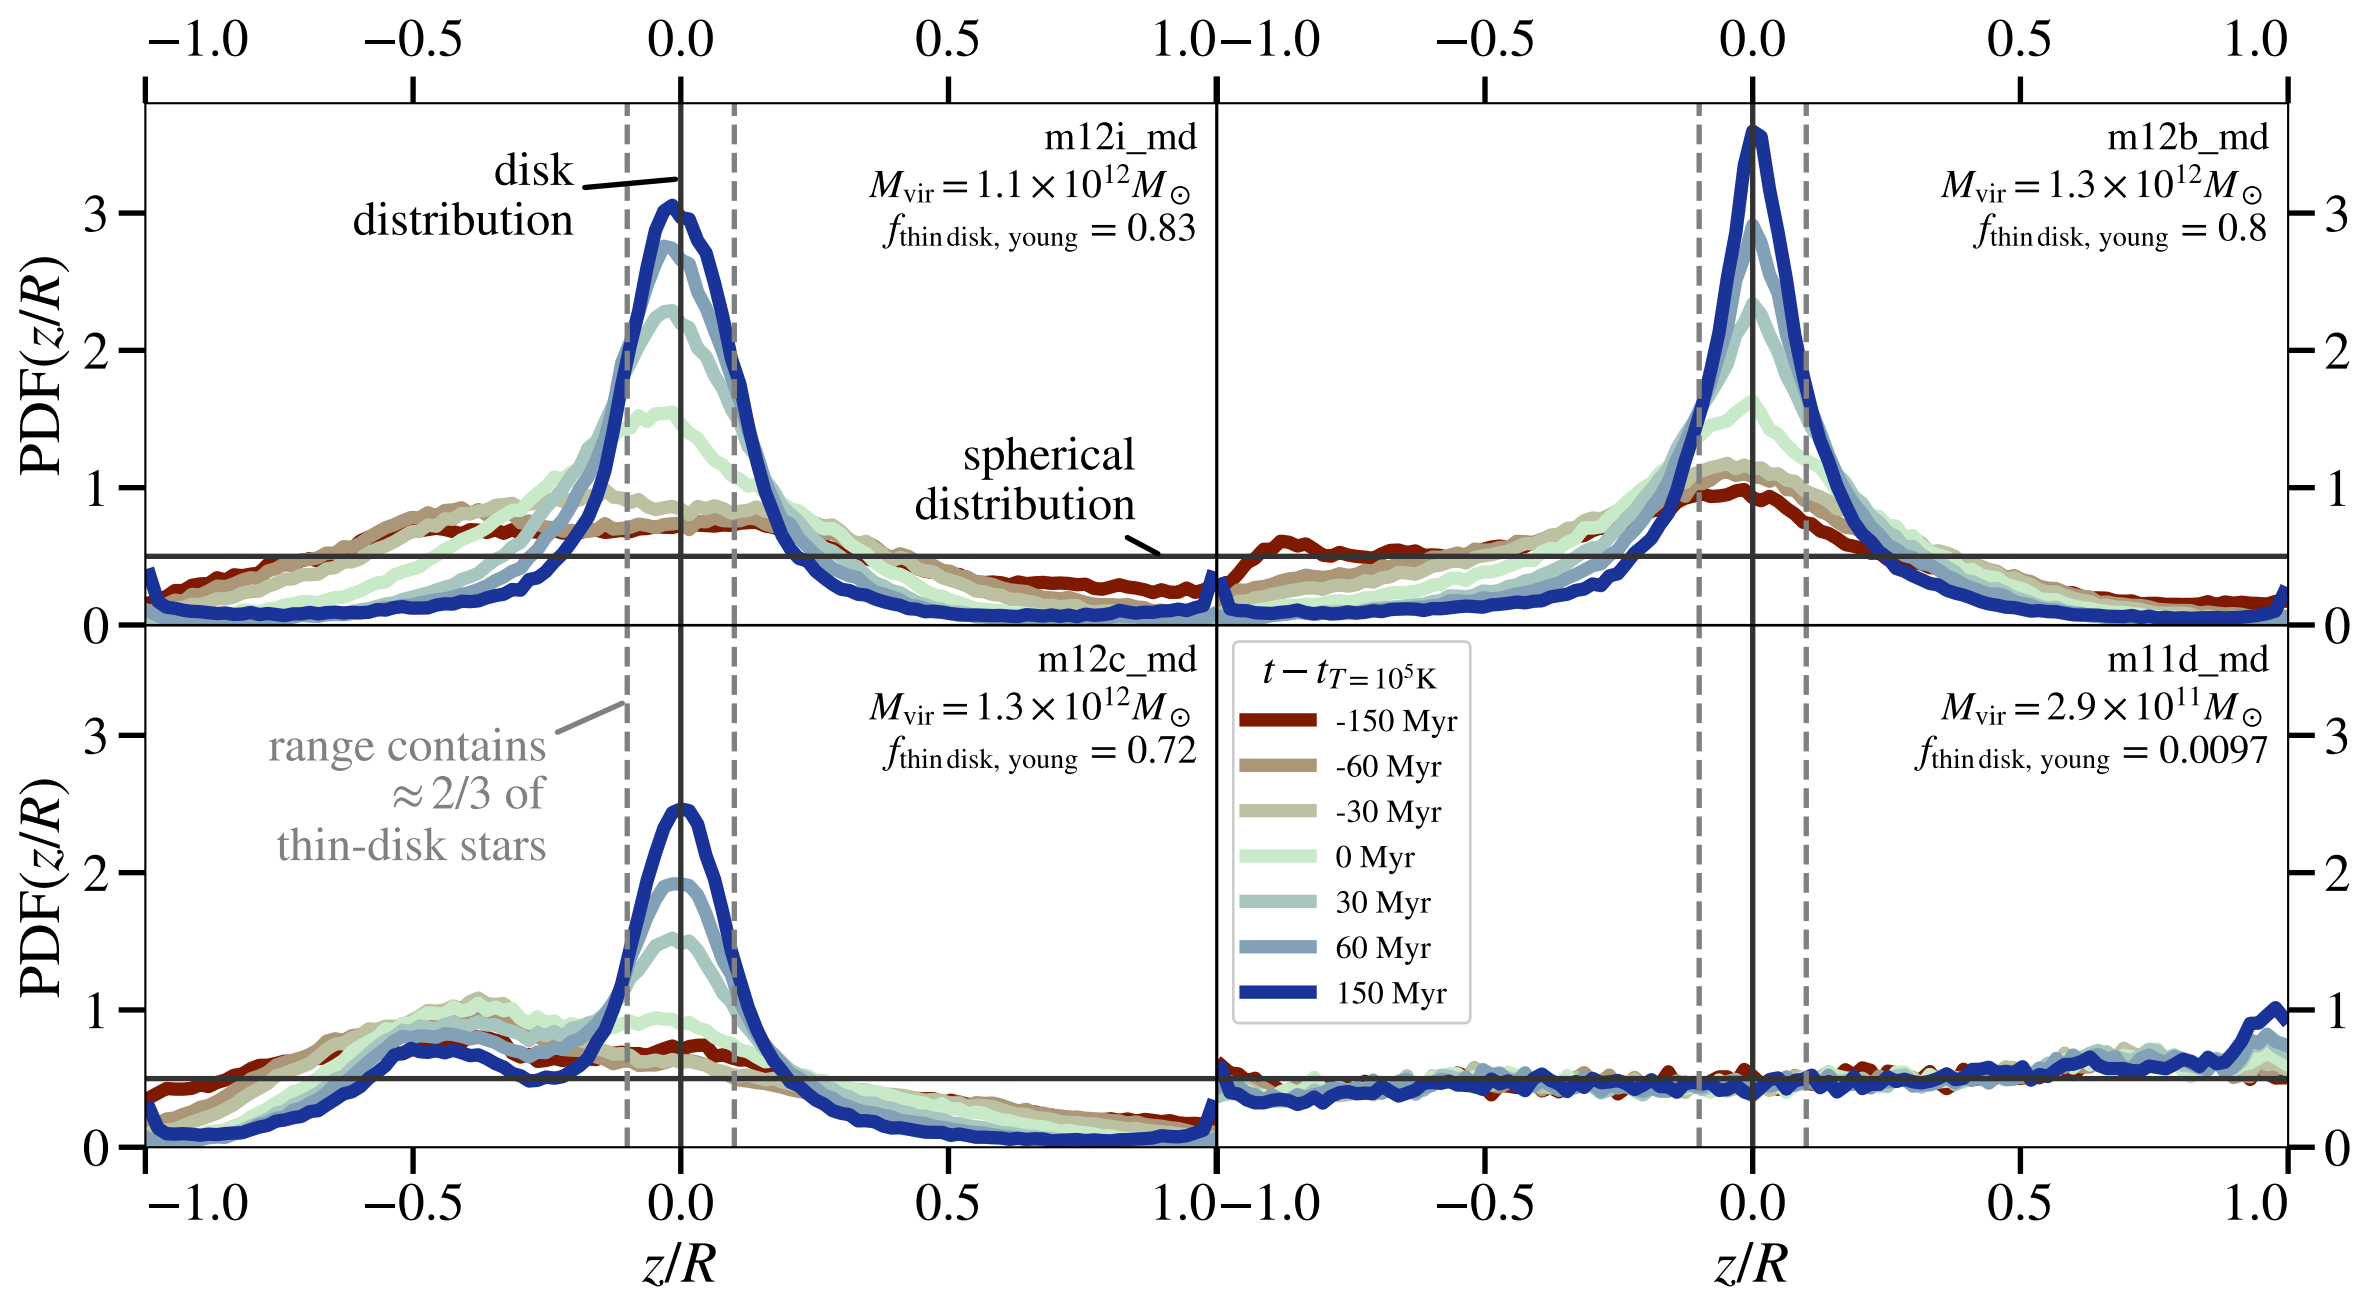 −1.0 −0.5 0.0 0.5 1.0 −1.0 −0.5 0.0 0.5 1.0
PDF(z/R)
3
2
1
0
disk
distribution
m12i_md
M_vir = 1.1 × 10^12 M_⊙
f_thin disk, young = 0.83
spherical
distribution
m12b_md
M_vir = 1.3 × 10^12 M_⊙
f_thin disk, young = 0.8
3
2
1
0
PDF(z/R)
3
2
1
0
range contains
≈ 2/3 of
thin-disk stars
m12c_md
M_vir = 1.3 × 10^12 M_⊙
f_thin disk, young = 0.72
t − t_T = 10^5 K
-150 Myr
-60 Myr
-30 Myr
0 Myr
30 Myr
60 Myr
150 Myr
m11d_md
M_vir = 2.9 × 10^11 M_⊙
f_thin disk, young = 0.0097
3
2
1
0
−1.0 −0.5 0.0 0.5 1.0 −1.0 −0.5 0.0 0.5 1.0
z/R z/R